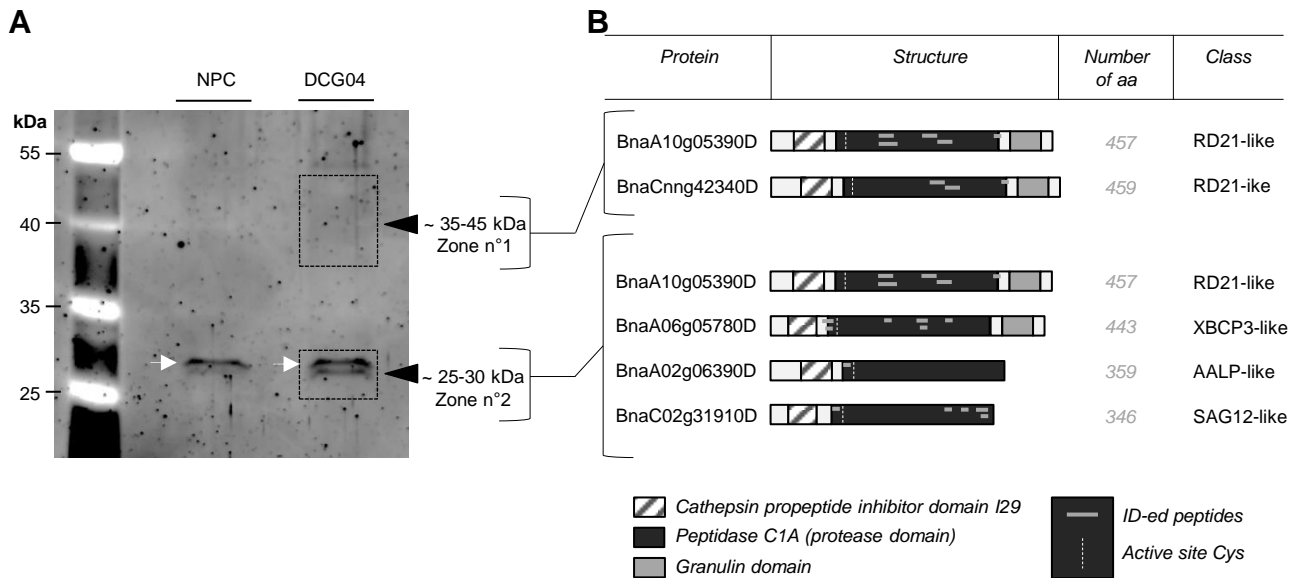 A
NPC DCG04
kDa
55
40
35
25
~ 35-45 kDa
Zone n°1
~ 25-30 kDa
Zone n°2
B
Protein Structure Number of aa Class
BnaA10g05390D 457 RD21-like
BnaCnng42340D 459 RD21-ike
BnaA10g05390D 457 RD21-like
BnaA06g05780D 443 XBCP3-like
BnaA02g06390D 359 AALP-like
BnaC02g31910D 346 SAG12-like
Cathepsin propeptide inhibitor domain I29
Peptidase C1A (protease domain)
Granulin domain
ID-ed peptides
Active site Cys